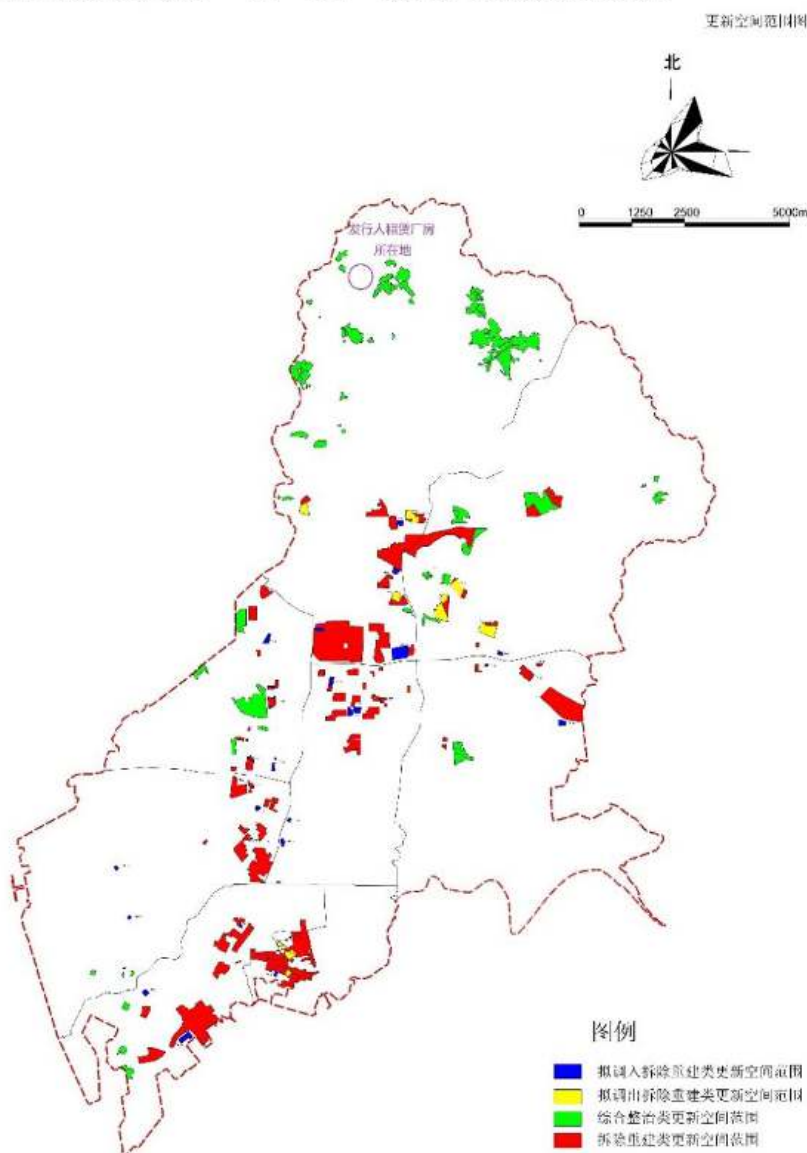 更新空间范围图
北
0 1250 2500 5000m
发行人租赁厂房
所在地
图例
拟调入拆除重建类更新空间范围
拟调出拆除重建类更新空间范围
综合整治类更新空间范围
拆除重建类更新空间范围